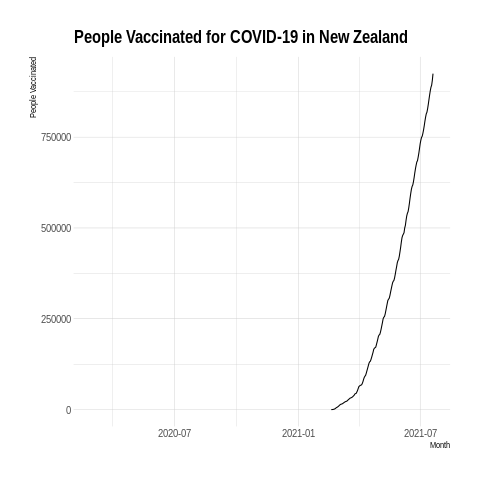 People Vaccinated for COVID-19 in New Zealand
People Vaccinated
750000
500000
250000
0
2020-07 2021-01 2021-07
Month